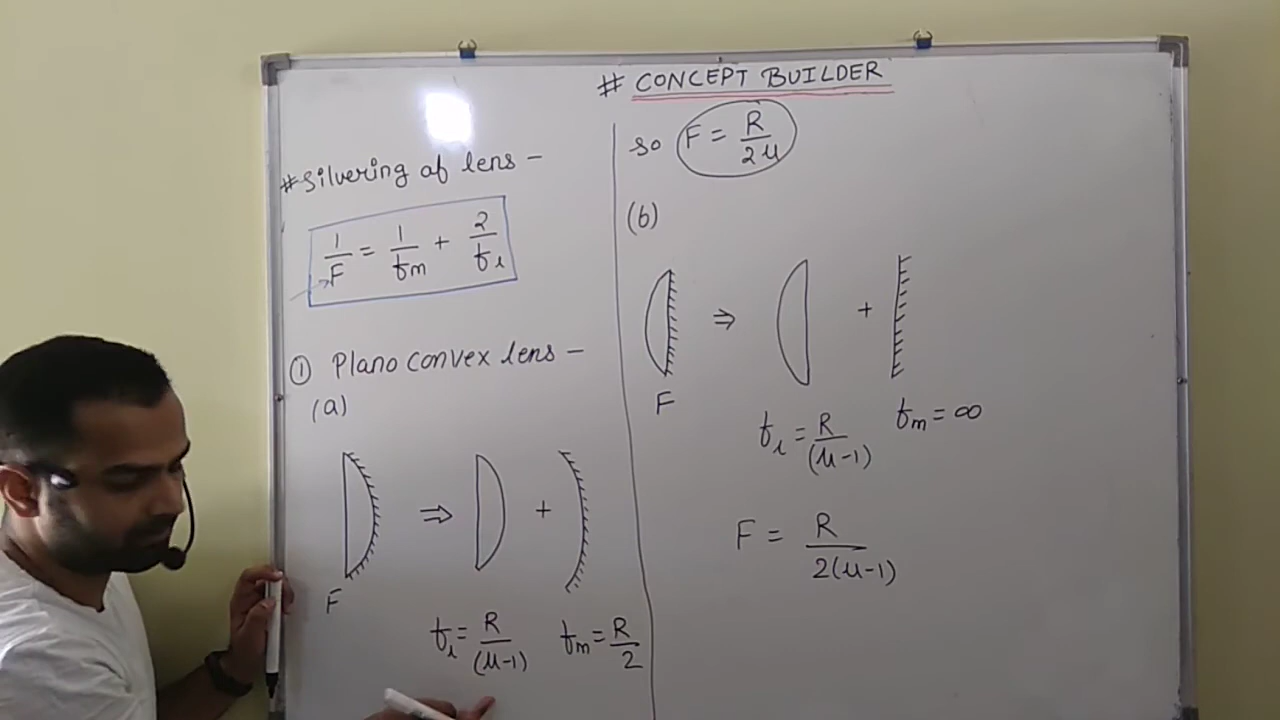 # CONCEPT BUILDER
#Silvering of lens –
1/F = 1/fm + 2/fl
① Plano convex lens –
(a)
⇒ +
F
fl = R/(μ-1) fm = R/2
so F = R/2μ
(b)
⇒ +
F
fl = R/(μ-1) fm = ∞
F = R/2(μ-1)